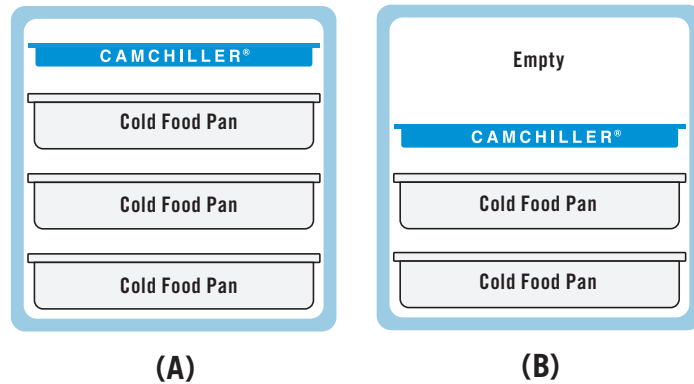 CAMCHILLER®
Cold Food Pan
Cold Food Pan
Cold Food Pan
(A)
Empty
CAMCHILLER®
Cold Food Pan
Cold Food Pan
(B)